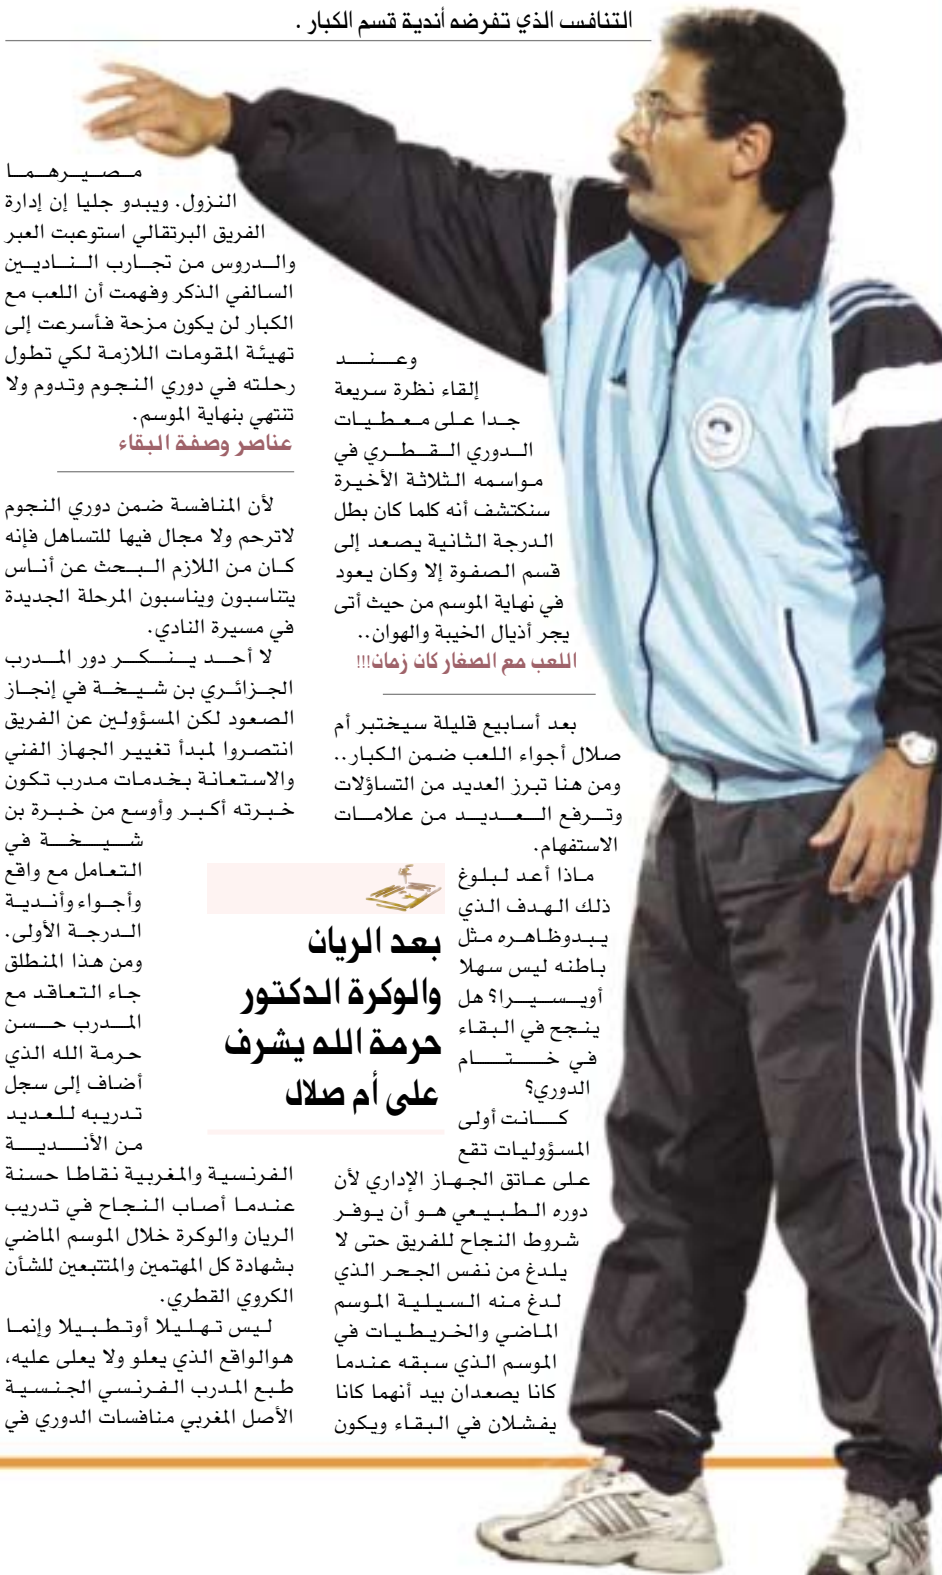 التنافس الذي تفرضه أندية قسم الكبار .
وعند
إلقاء نظرة سريعة
جدا على معطيات
الدوري القطري في
مواسمه الثلاثة الأخيرة
سنكتشف أنه كلما كان بطل
الدرجة الثانية يصعد إلى
قسم الصفوة إلا وكان يعود
في نهاية الموسم من حيث أتى
يجر أذيال الخيبة والهوان..
اللعب مع الصغار كان زمان!!!
بعد أسابيع قليلة سيختبر أم
صلال أجواء اللعب ضمن الكبار..
ومن هنا تبرز العديد من التساؤلات
وترفع العديد من علامات
الاستفهام.
ماذا أعد لبلوغ
ذلك الهدف الذي
يبدوظاهره مثل
باطنه ليس سهلا
أويسيرا؟ هل
ينجح في البقاء
في ختام
الدوري؟
كانت أولى
المسؤوليات تقع
على عاتق الجهاز الإداري لأن
دوره الطبيعي هو أن يوفر
شروط النجاح للفريق حتى لا
يلدغ من نفس الجحر الذي
لدغ منه السيلية الموسم
الماضي والخريطيات في
الموسم الذي سبقه عندما
كانا يصعدان بيد أنهما كانا
يفشلان في البقاء ويكون
مصيرهما
النزول. ويبدو جليا إن إدارة
الفريق البرتقالي استوعبت العبر
والدروس من تجارب الناديين
السالفي الذكر وفهمت أن اللعب مع
الكبار لن يكون مزحة فأسرعت إلى
تهيئة المقومات اللازمة لكي تطول
رحلته في دوري النجوم وتدوم ولا
تنتهي بنهاية الموسم.
عناصر وصفة البقاء
لأن المنافسة ضمن دوري النجوم
لاترحم ولا مجال فيها للتساهل فإنه
كان من اللازم البحث عن أناس
يتناسبون ويناسبون المرحلة الجديدة
في مسيرة النادي.
لا أحد ينكر دور المدرب
الجزائري بن شيخة في إنجاز
الصعود لكن المسؤولين عن الفريق
انتصروا لمبدأ تغيير الجهاز الفني
والاستعانة بخدمات مدرب تكون
خبرته أكبر وأوسع من خبرة بن
شيخة في
التعامل مع واقع
وأجواء وأندية
الدرجة الأولى.
ومن هذا المنطلق
جاء التعاقد مع
المدرب حسن
حرمة الله الذي
أضاف إلى سجل
تدريبه للعديد
من الأندية
الفرنسية والمغربية نقاطا حسنة
عندما أصاب النجاح في تدريب
الريان والوكرة خلال الموسم الماضي
بشهادة كل المهتمين والمتتبعين للشأن
الكروي القطري.
ليس تهليلا أوتطبيلا وإنما
هوالواقع الذي يعلو ولا يعلى عليه،
طبع المدرب الفرنسي الجنسية
الأصل المغربي منافسات الدوري في
بعد الريان
والوكرة الدكتور
حرمة الله يشرف
على أم صلال